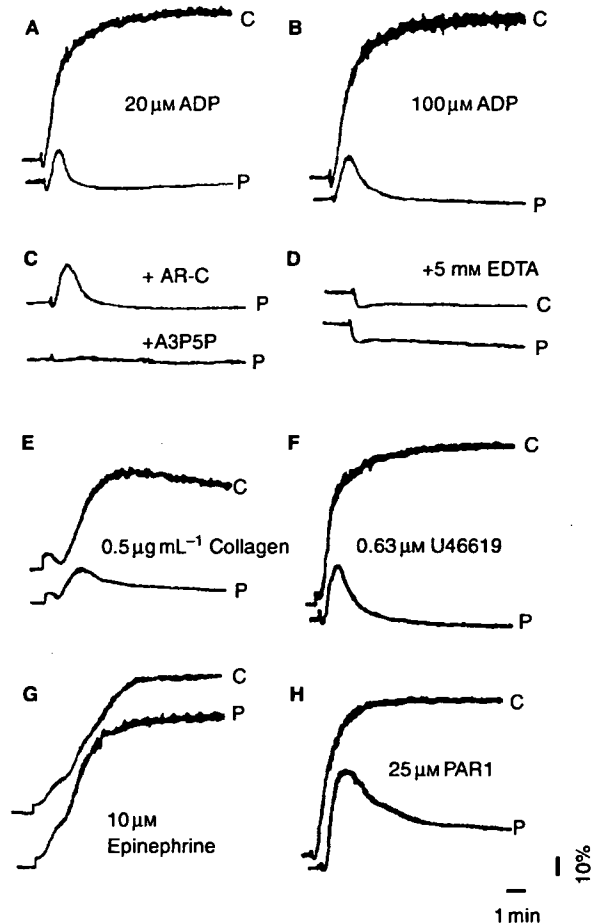 A
C
20 µM ADP
P
B
C
100 µM ADP
P
C
+ AR-C
P
+A3P5P
P
D
+5 mM EDTA
C
P
E
C
0.5 µg mL⁻¹ Collagen
P
F
C
0.63 µM U46619
P
G
C
P
10 µM
Epinephrine
H
C
25 µM PAR1
P
10%
1 min